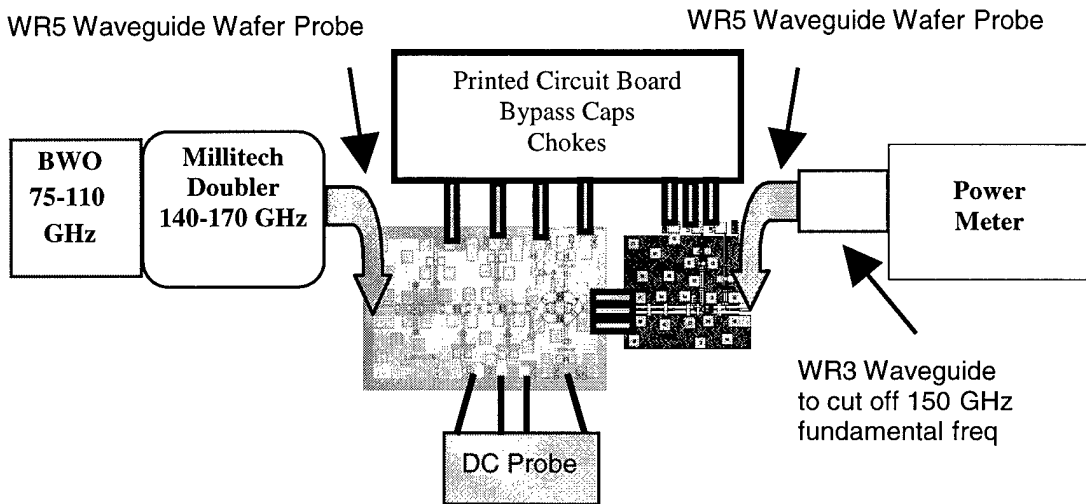 WR5 Waveguide Wafer Probe
WR5 Waveguide Wafer Probe
Printed Circuit Board
Bypass Caps
Chokes
BWO
75-110
GHz
Millitech
Doubler
140-170 GHz
Power
Meter
WR3 Waveguide
to cut off 150 GHz
fundamental freq
DC Probe